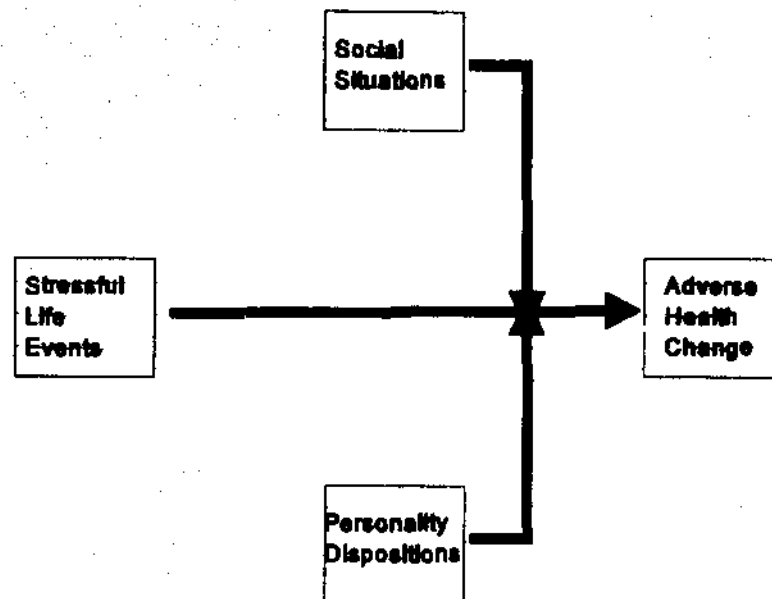 Social
Situations
Stressful
Life
Events
Adverse
Health
Change
Personality
Dispositions